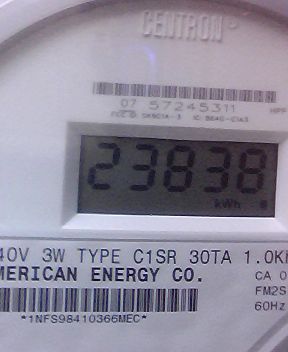 CENTRON
07 57245311
23838
kWh
40V 3W TYPE C1SR 30TA 1.0K
MERICAN ENERGY CO.
CA 0
FM2S
60Hz
*1NFS98410366MEC*